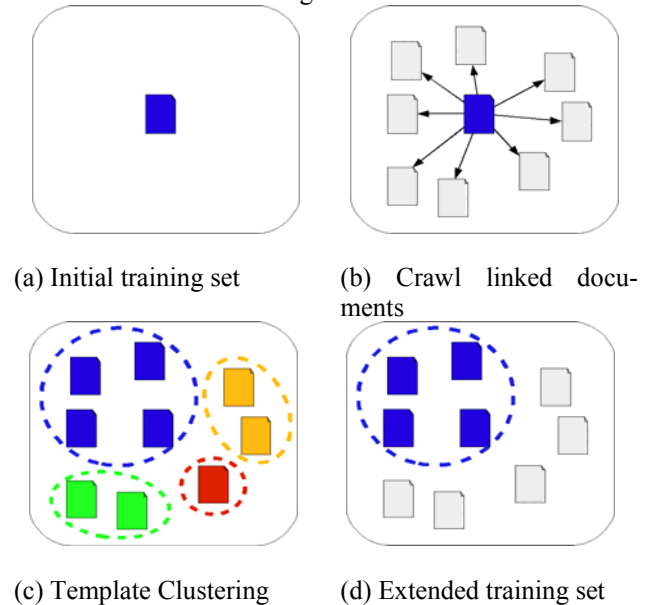 (a) Initial training set
(b) Crawl linked docu-
ments
(c) Template Clustering
(d) Extended training set